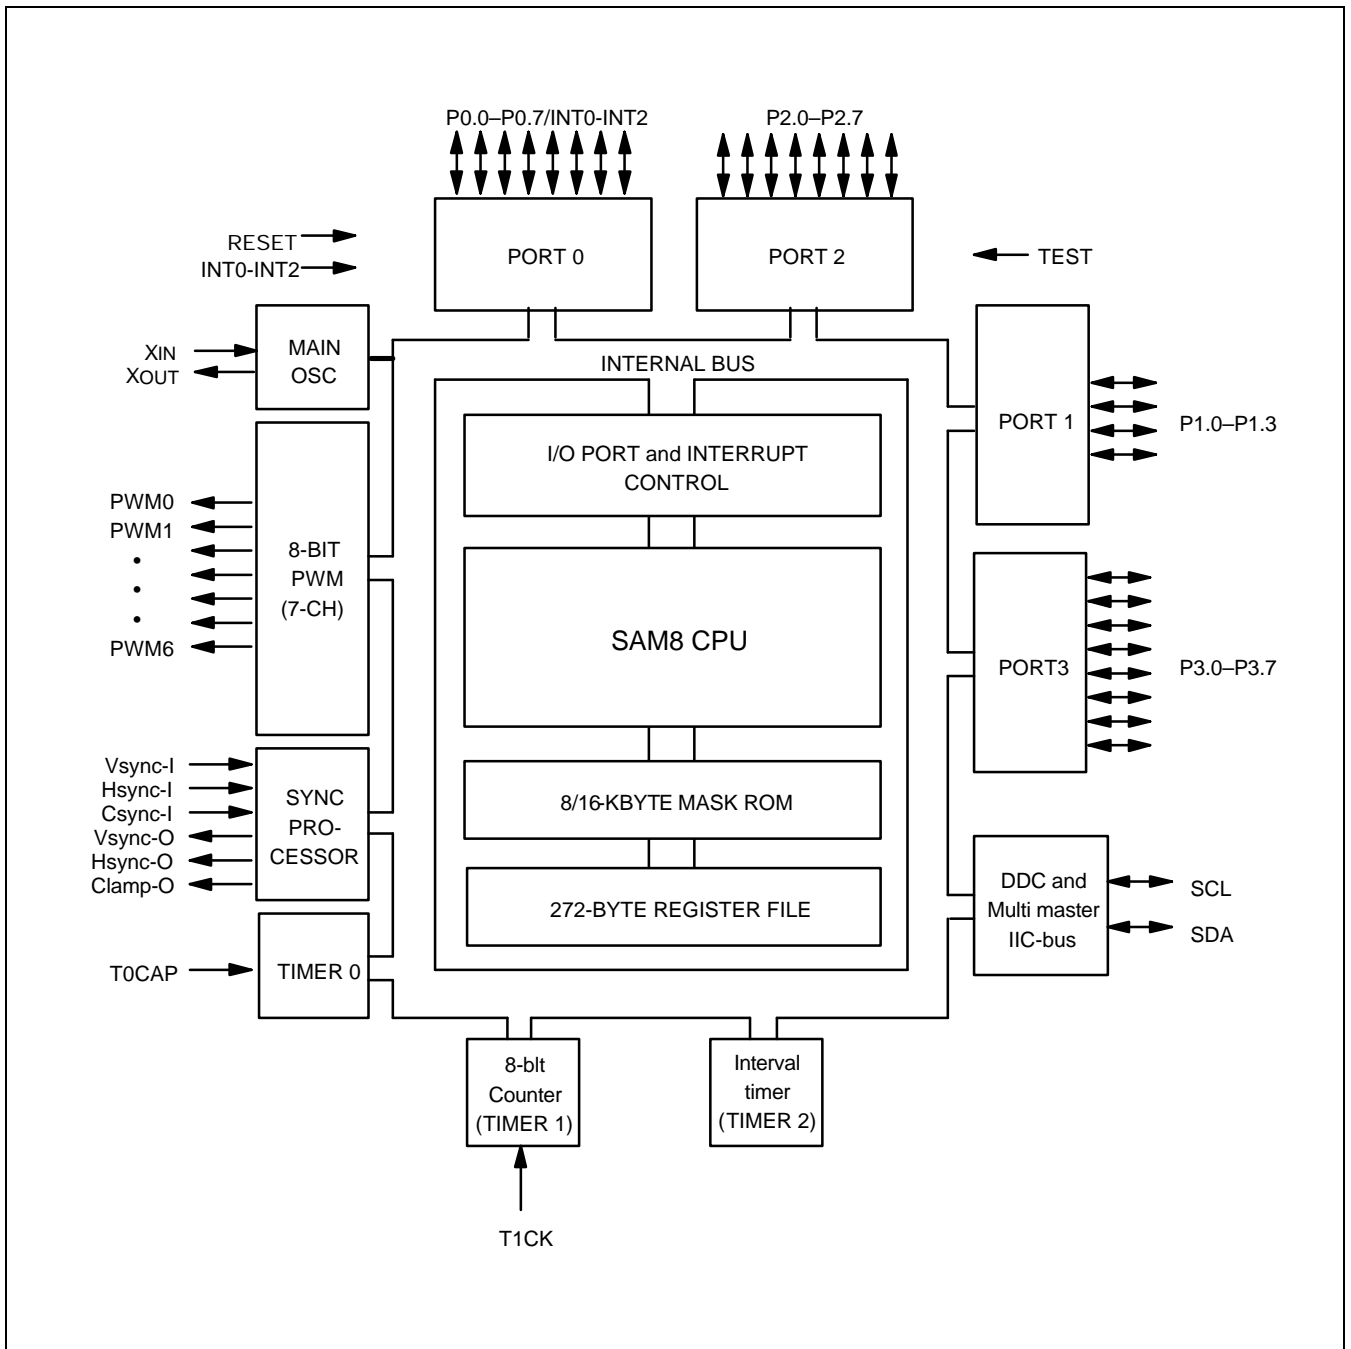 P0.0–P0.7/INT0-INT2
P2.0–P2.7
RESET
INT0-INT2
PORT 0
PORT 2
TEST
XIN
XOUT
MAIN
OSC
INTERNAL BUS
PORT 1
P1.0–P1.3
I/O PORT and INTERRUPT
CONTROL
PWM0
PWM1
PWM6
8-BIT
PWM
(7-CH)
SAM8 CPU
PORT3
P3.0–P3.7
Vsync-I
Hsync-I
Csync-I
Vsync-O
Hsync-O
Clamp-O
SYNC
PRO-
CESSOR
8/16-KBYTE MASK ROM
272-BYTE REGISTER FILE
DDC and
Multi master
IIC-bus
SCL
SDA
T0CAP
TIMER 0
8-blt
Counter
(TIMER 1)
Interval
timer
(TIMER 2)
T1CK